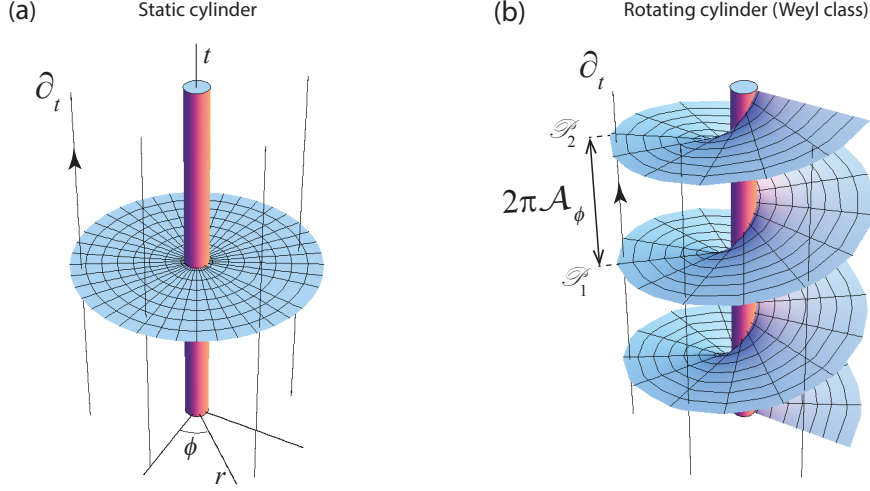 (a)
Static cylinder
t
∂t
ϕ
r
(b)
Rotating cylinder (Weyl class)
∂t
𝒫2
2π𝒜ϕ
𝒫1